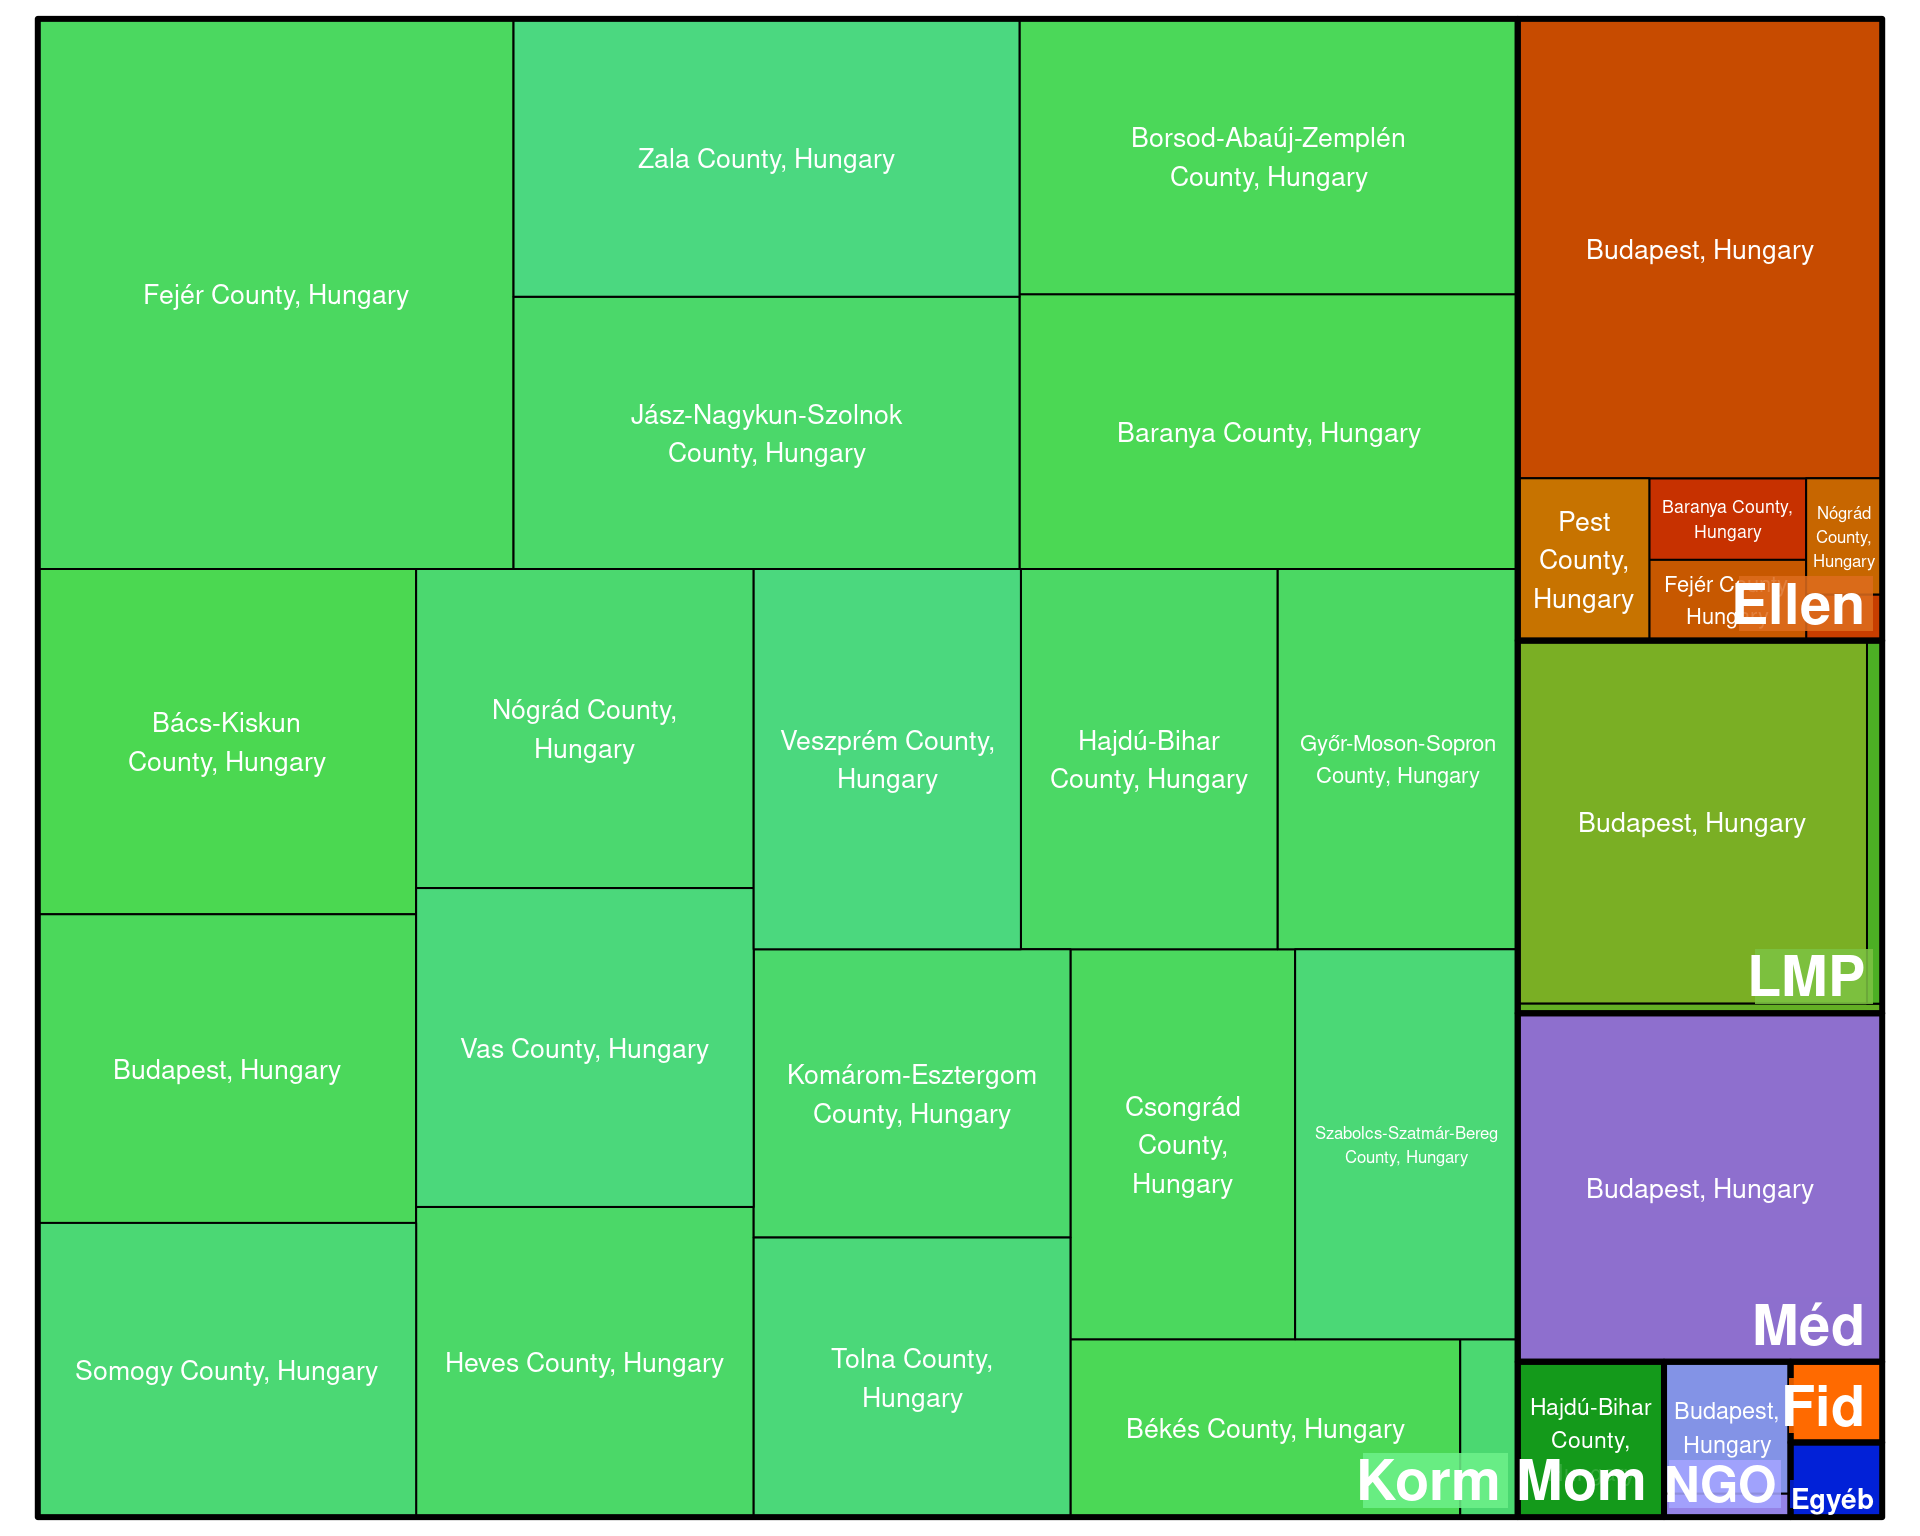 Fejér County, Hungary
Zala County, Hungary
Borsod-Abaúj-Zemplén
County, Hungary
Jász-Nagykun-Szolnok
County, Hungary
Baranya County, Hungary
Bács-Kiskun
County, Hungary
Nógrád County,
Hungary
Veszprém County,
Hungary
Hajdú-Bihar
County, Hungary
Győr-Moson-Sopron
County, Hungary
Budapest, Hungary
Vas County, Hungary
Komárom-Esztergom
County, Hungary
Csongrád
County,
Hungary
Szabolcs-Szatmár-Bereg
County, Hungary
Somogy County, Hungary
Heves County, Hungary
Tolna County,
Hungary
Békés County, Hungary
Korm
Budapest, Hungary
Pest
County,
Hungary
Baranya County,
Hungary
Nógrád
County,
Hungary
Fejér County,
Hungary
Ellen
Budapest, Hungary
LMP
Budapest, Hungary
Méd
Hajdú-Bihar
County,
Mom
Budapest,
Hungary
NGO
Fid
Egyéb